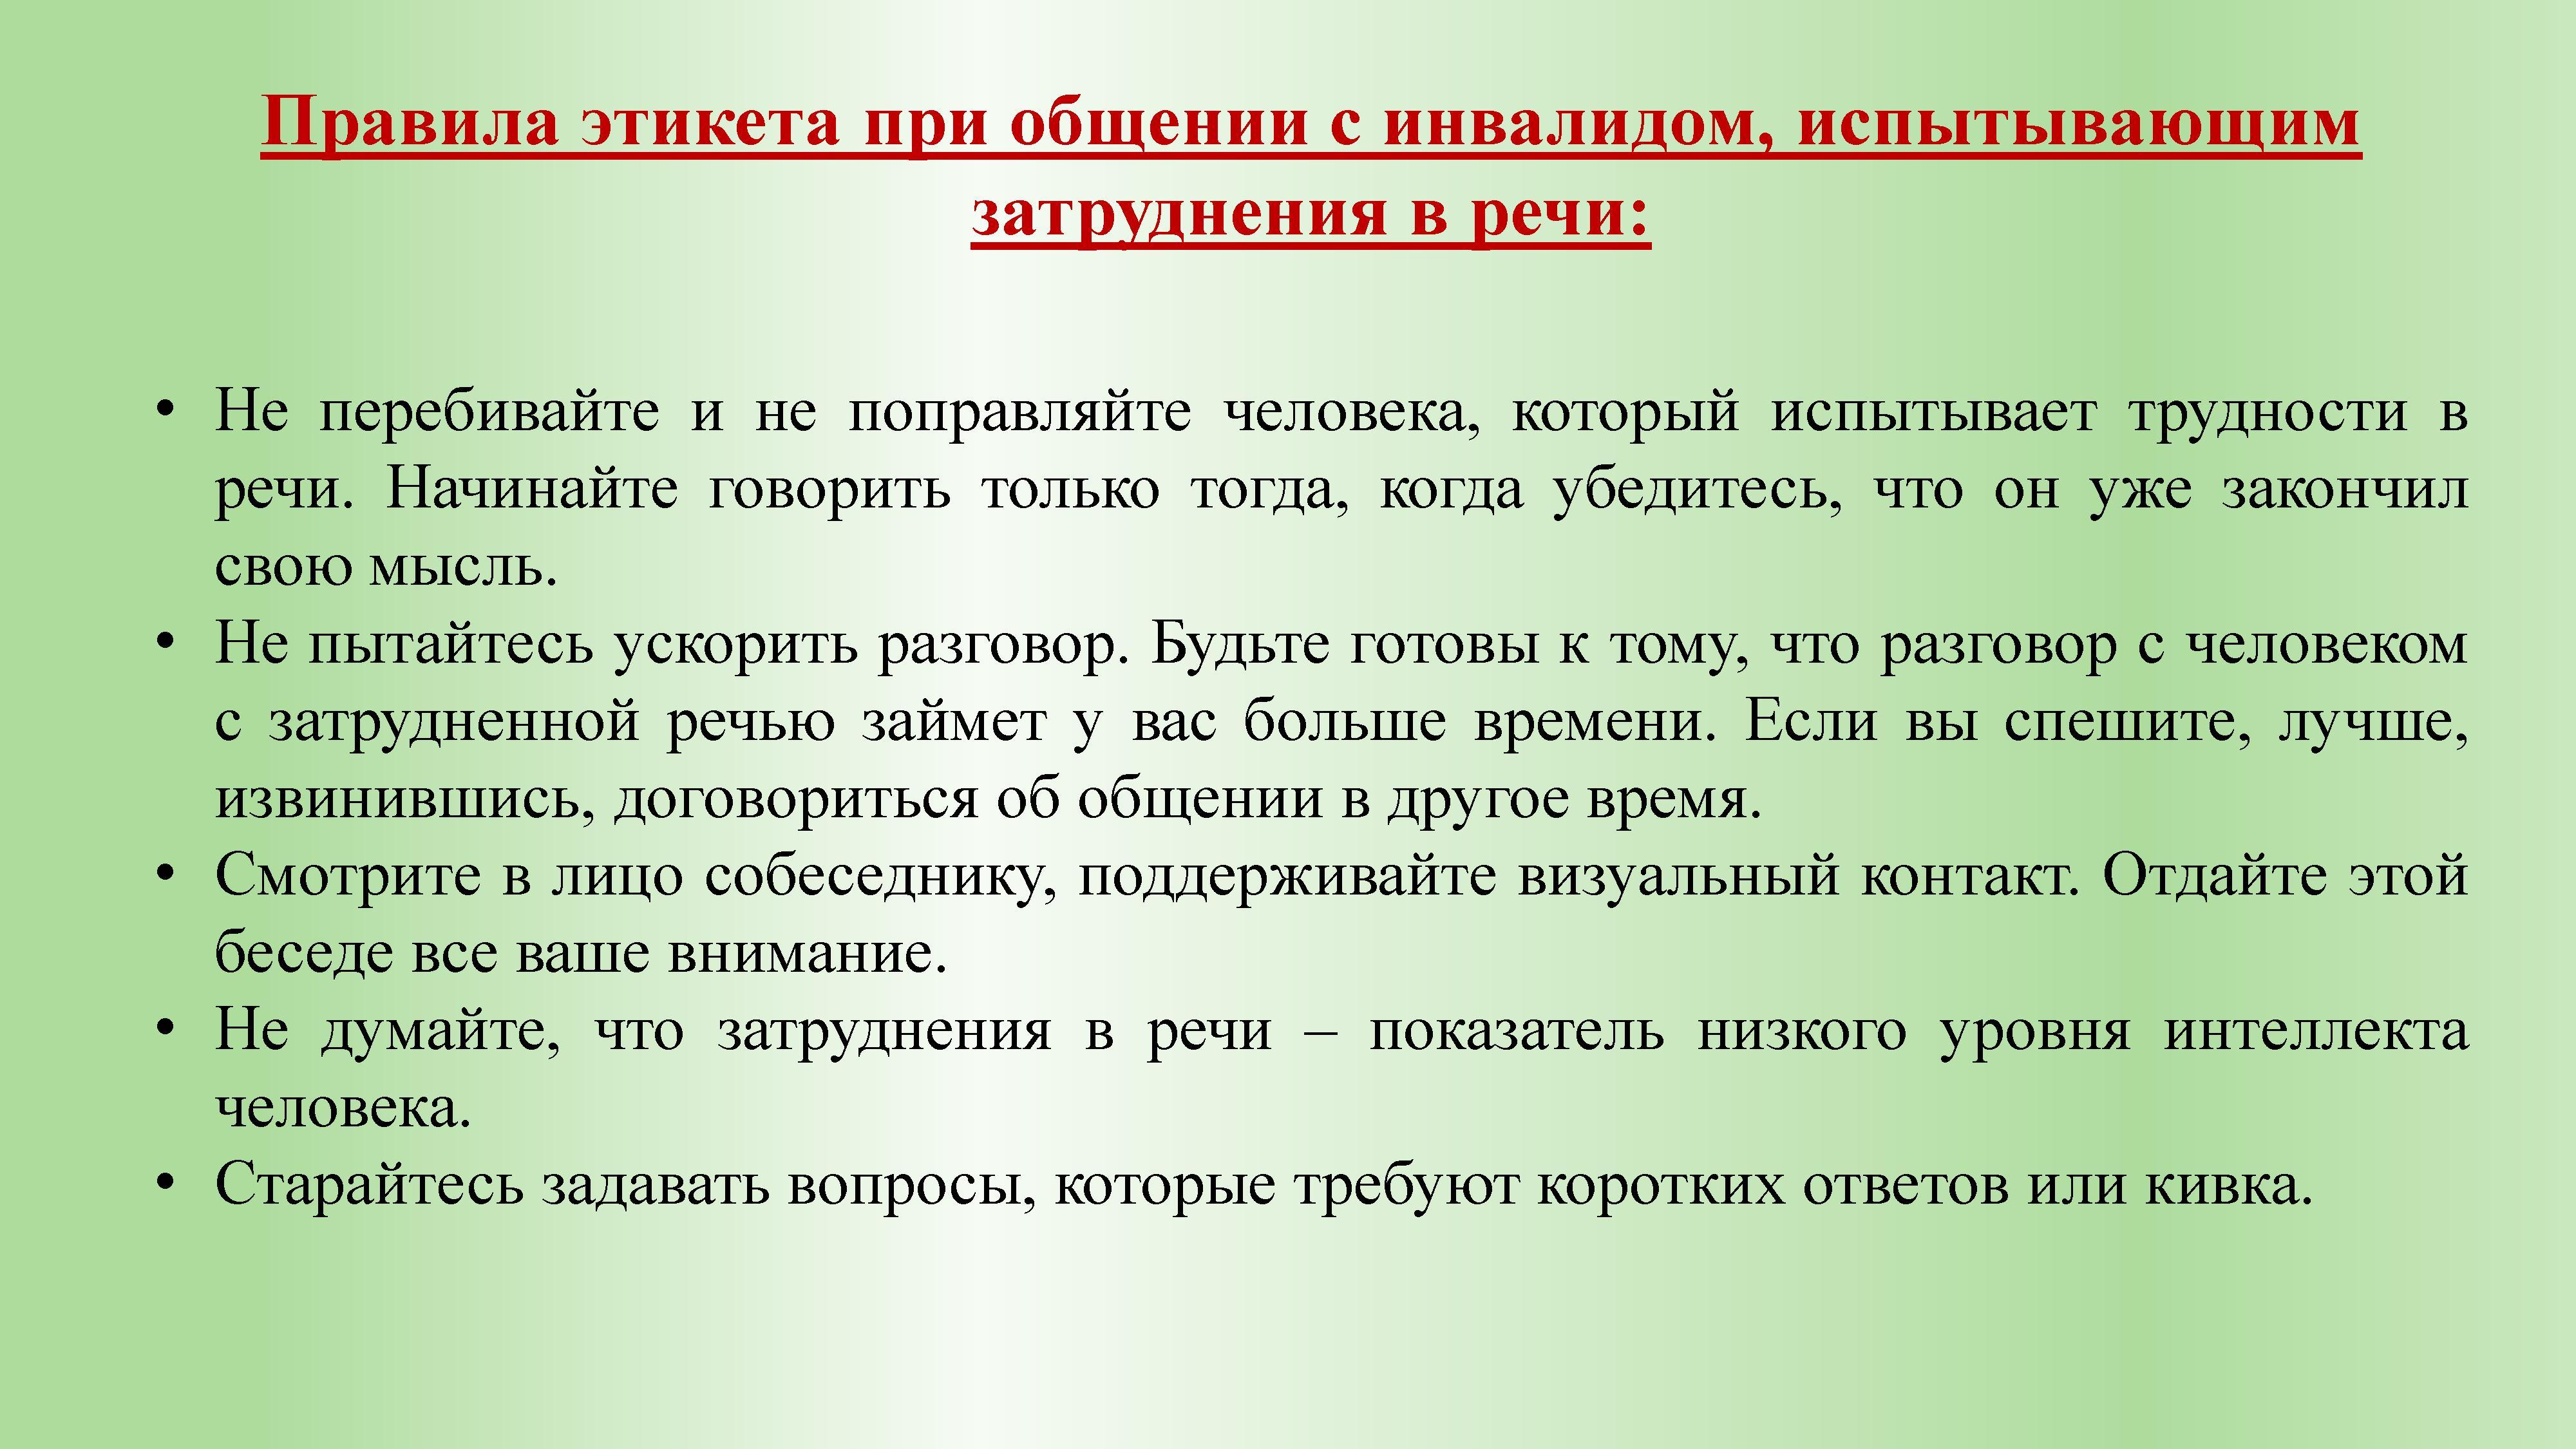 Правила этикета при общении с инвалидом, испытывающим
затруднения в речи:
• Не перебивайте и не поправляйте человека, который испытывает трудности в
речи. Начинайте говорить только тогда, когда убедитесь, что он уже закончил
свою мысль.
• Не пытайтесь ускорить разговор. Будьте готовы к тому, что разговор с человеком
с затрудненной речью займет у вас больше времени. Если вы спешите, лучше,
извинившись, договориться об общении в другое время.
• Смотрите в лицо собеседнику, поддерживайте визуальный контакт. Отдайте этой
беседе все ваше внимание.
• Не думайте, что затруднения в речи – показатель низкого уровня интеллекта
человека.
• Старайтесь задавать вопросы, которые требуют коротких ответов или кивка.